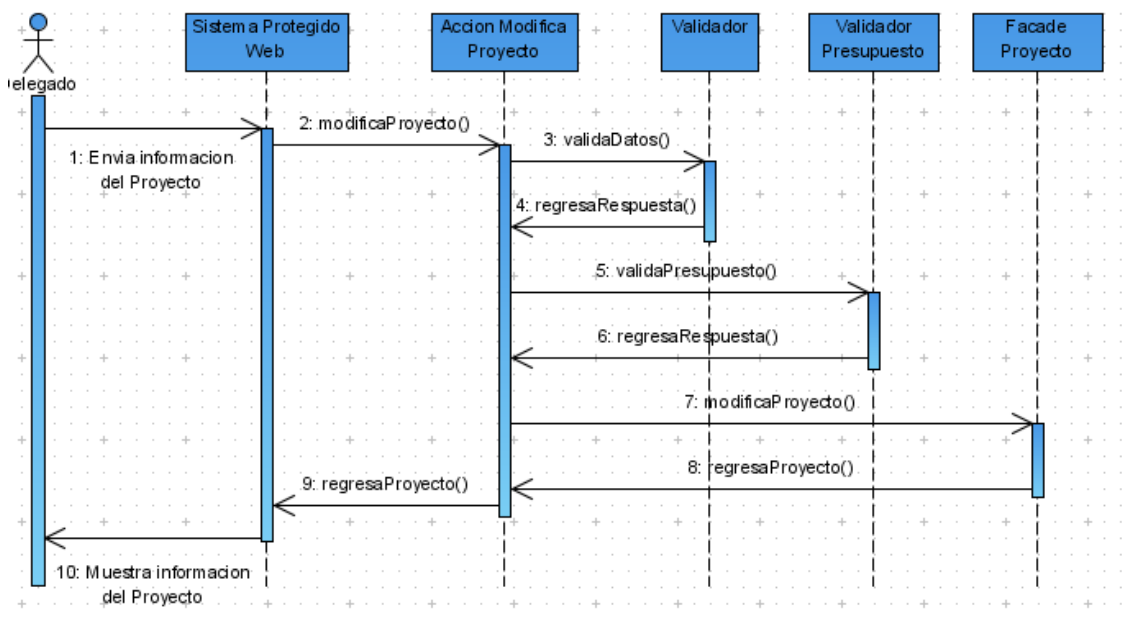 Sistema Protegido
Web
Accion Modifica
Proyecto
Validador
Validador
Presupuesto
Facade
Proyecto
elegado
1: Envia informacion
del Proyecto
2: modificaProyecto()
3: validaDatos()
4: regresaRespuesta()
5: validaPresupuesto()
6: regresaRespuesta()
7: modificaProyecto()
8: regresaProyecto()
9: regresaProyecto()
10: Muestra informacion
del Proyecto